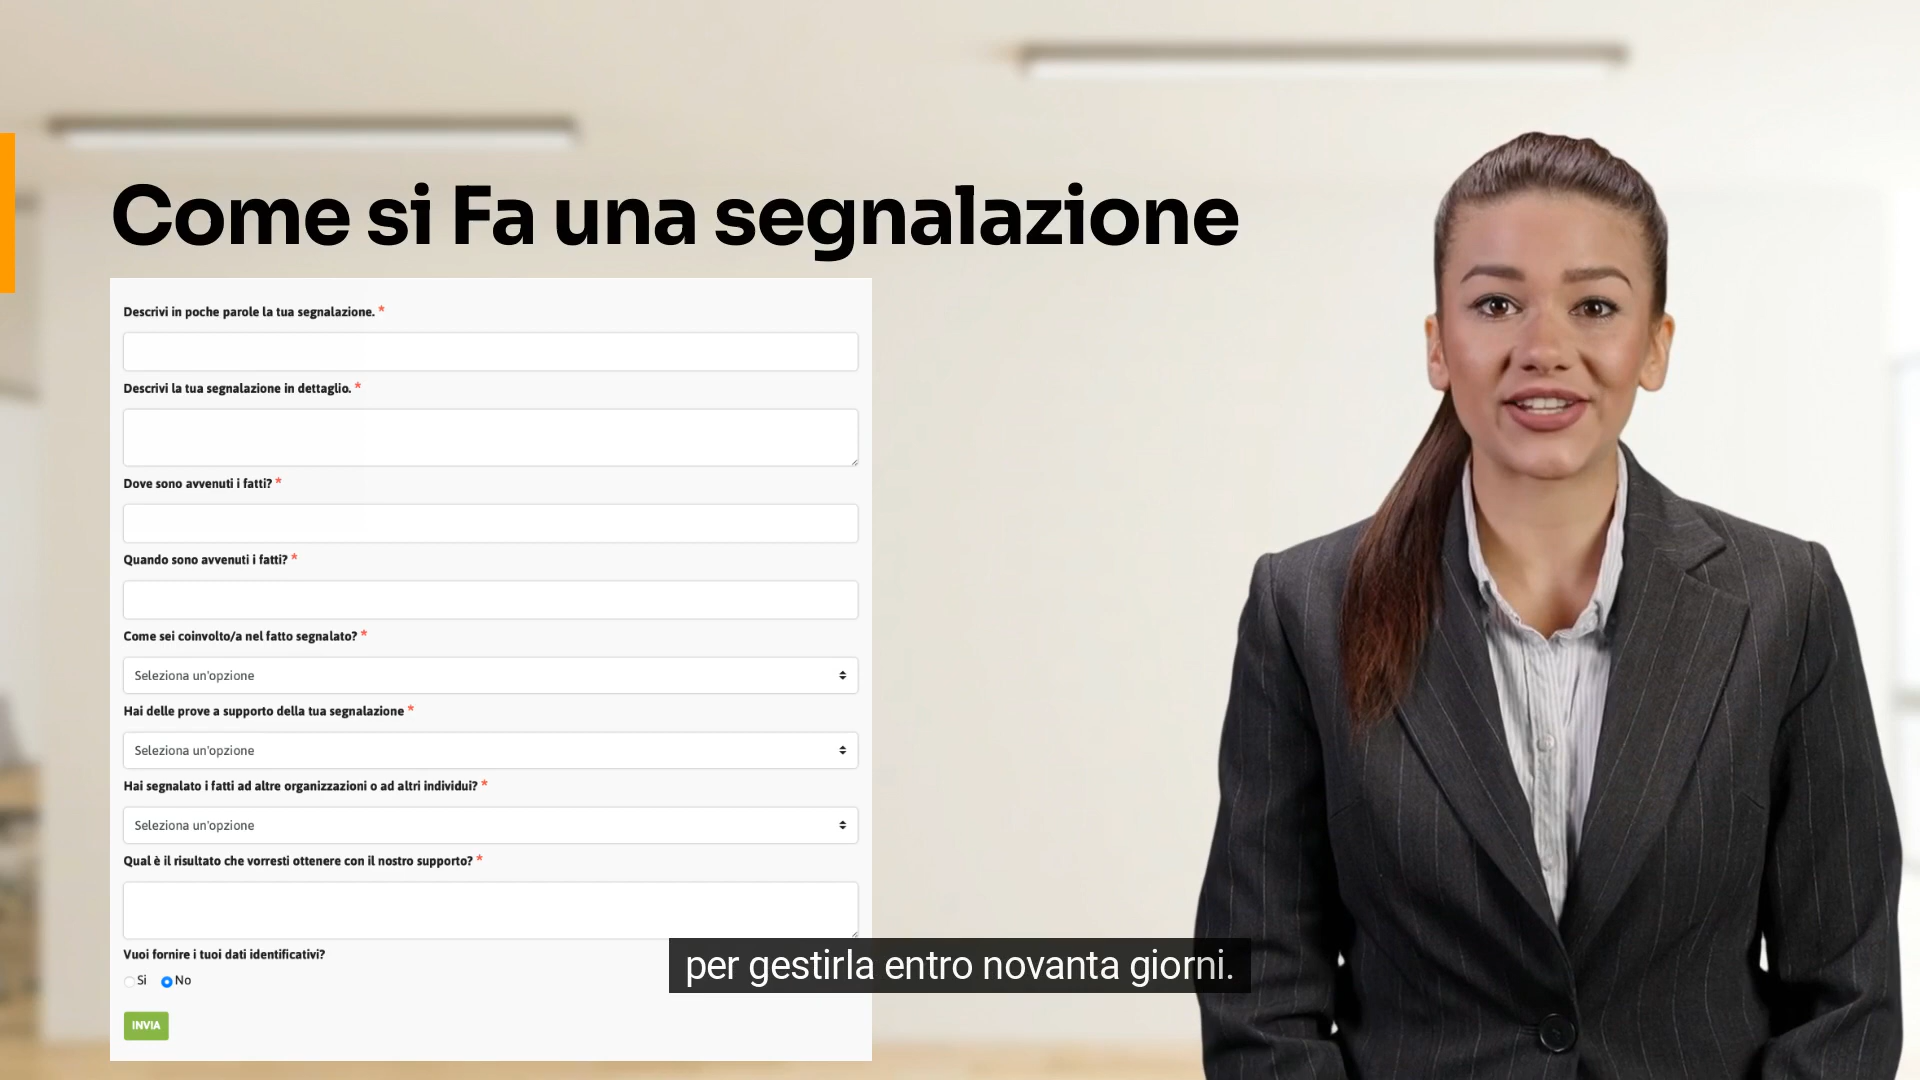 Come si Fa una segnalazione
Descrivi in poche parole la tua segnalazione. *
Descrivi la tua segnalazione in dettaglio. *
Dove sono avvenuti i fatti? *
Quando sono avvenuti i fatti? *
Come sei coinvolto/a nel fatto segnalato? *
Seleziona un'opzione
Hai delle prove a supporto della tua segnalazione *
Seleziona un'opzione
Hai segnalato i fatti ad altre organizzazioni o ad altri individui? *
Seleziona un'opzione
Qual è il risultato che vorresti ottenere con il nostro supporto? *
Vuoi fornire i tuoi dati identificativi?
Si No
INVIA
per gestirla entro novanta giorni.